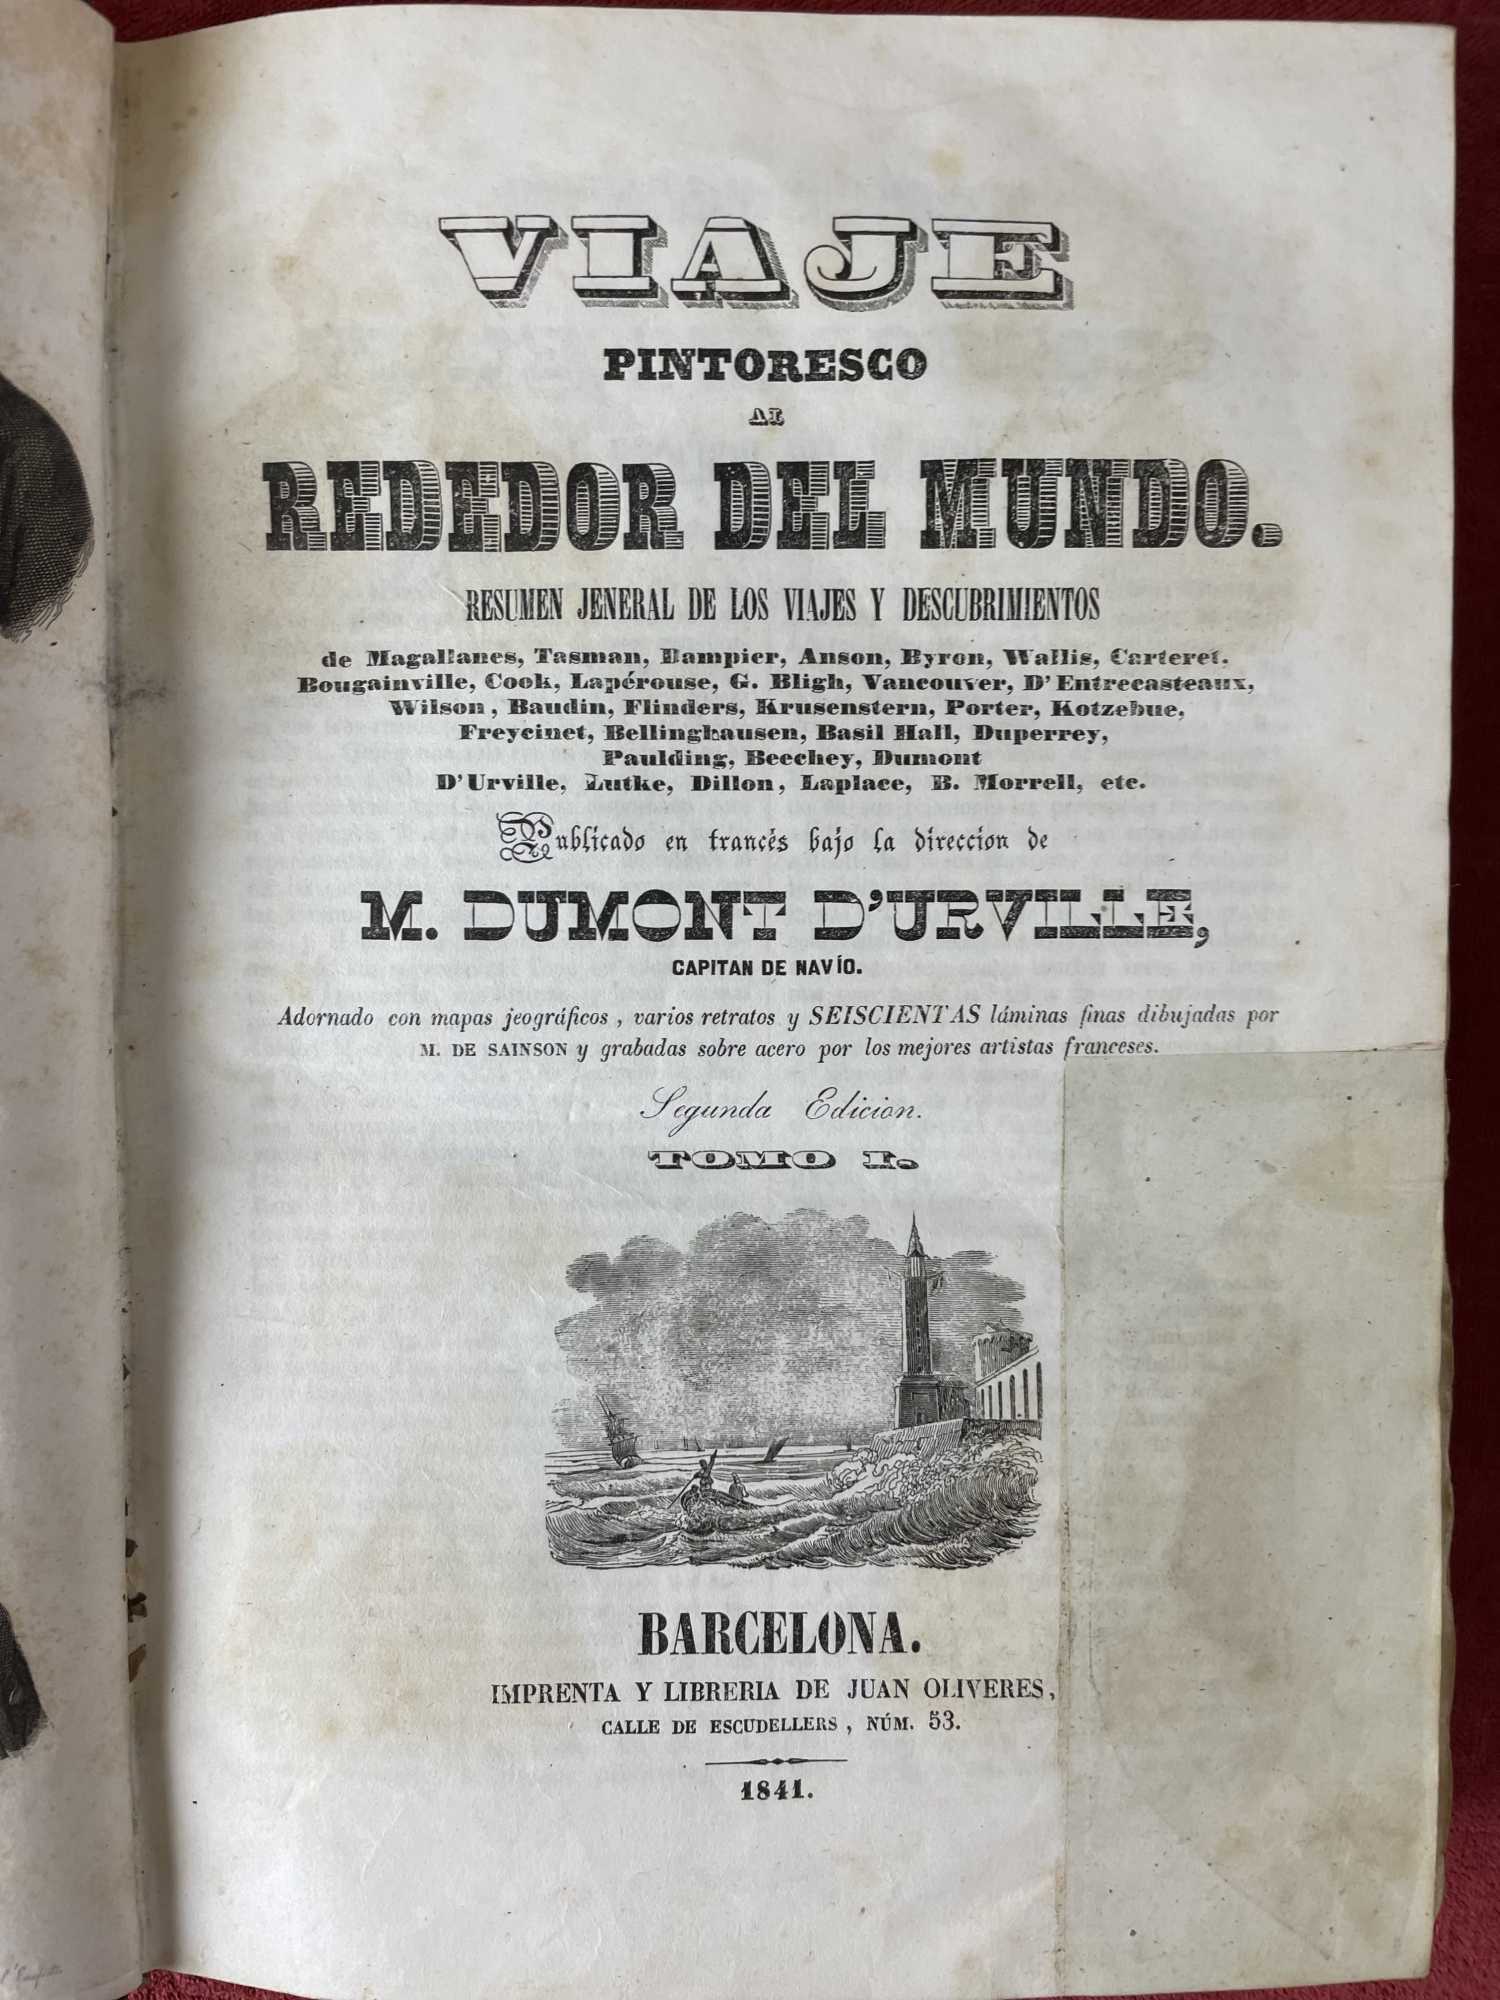 VIAJE
PINTORESCO
AL
REDEDOR DEL MUNDO.
RESUMEN JENERAL DE LOS VIAJES Y DESCUBRIMIENTOS
de Magallanes, Tasman, Dampier, Anson, Byron, Wallis, Carteret,
Bougainville, Cook, Lapérouse, G. Bligh, Vancouver, D'Entrecasteaux,
Wilson, Baudin, Flinders, Krusenstern, Porter, Kotzebue,
Freycinet, Bellinghausen, Basil Hall, Duperrey,
Paulding, Beechey, Dumont
D'Urville, Lutke, Dillon, Laplace, B. Morrell, etc.
Publicado en francés bajo la direccion de
M. DUMONT D'URVILLE,
CAPITAN DE NAVÍO.
Adornado con mapas jeográficos, varios retratos y SEISCIENTAS láminas finas dibujadas por
M. DE SAINSON y grabadas sobre acero por los mejores artistas franceses.
Segunda Edicion.
TOMO I.
BARCELONA.
IMPRENTA Y LIBRERIA DE JUAN OLIVERES,
CALLE DE ESCUDELLERS, NÚM. 53.
1841.